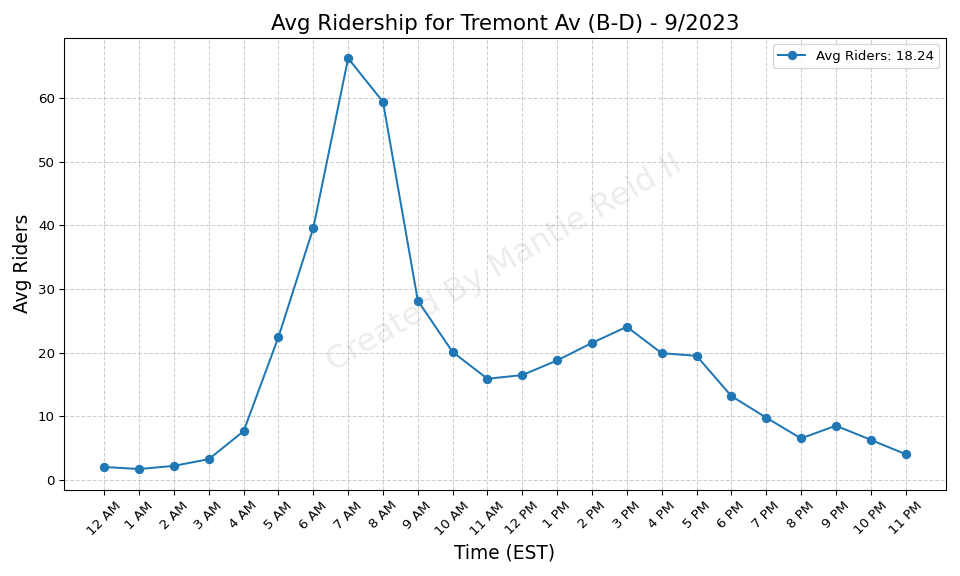 Avg Ridership for Tremont Av (B-D) - 9/2023
Avg Riders: 18.24
Avg Riders
60
50
40
30
20
10
0
Created By Mantle Reid II
12 AM
1 AM
2 AM
3 AM
4 AM
5 AM
6 AM
7 AM
8 AM
9 AM
10 AM
11 AM
12 PM
1 PM
2 PM
3 PM
4 PM
5 PM
6 PM
7 PM
8 PM
9 PM
10 PM
11 PM
Time (EST)